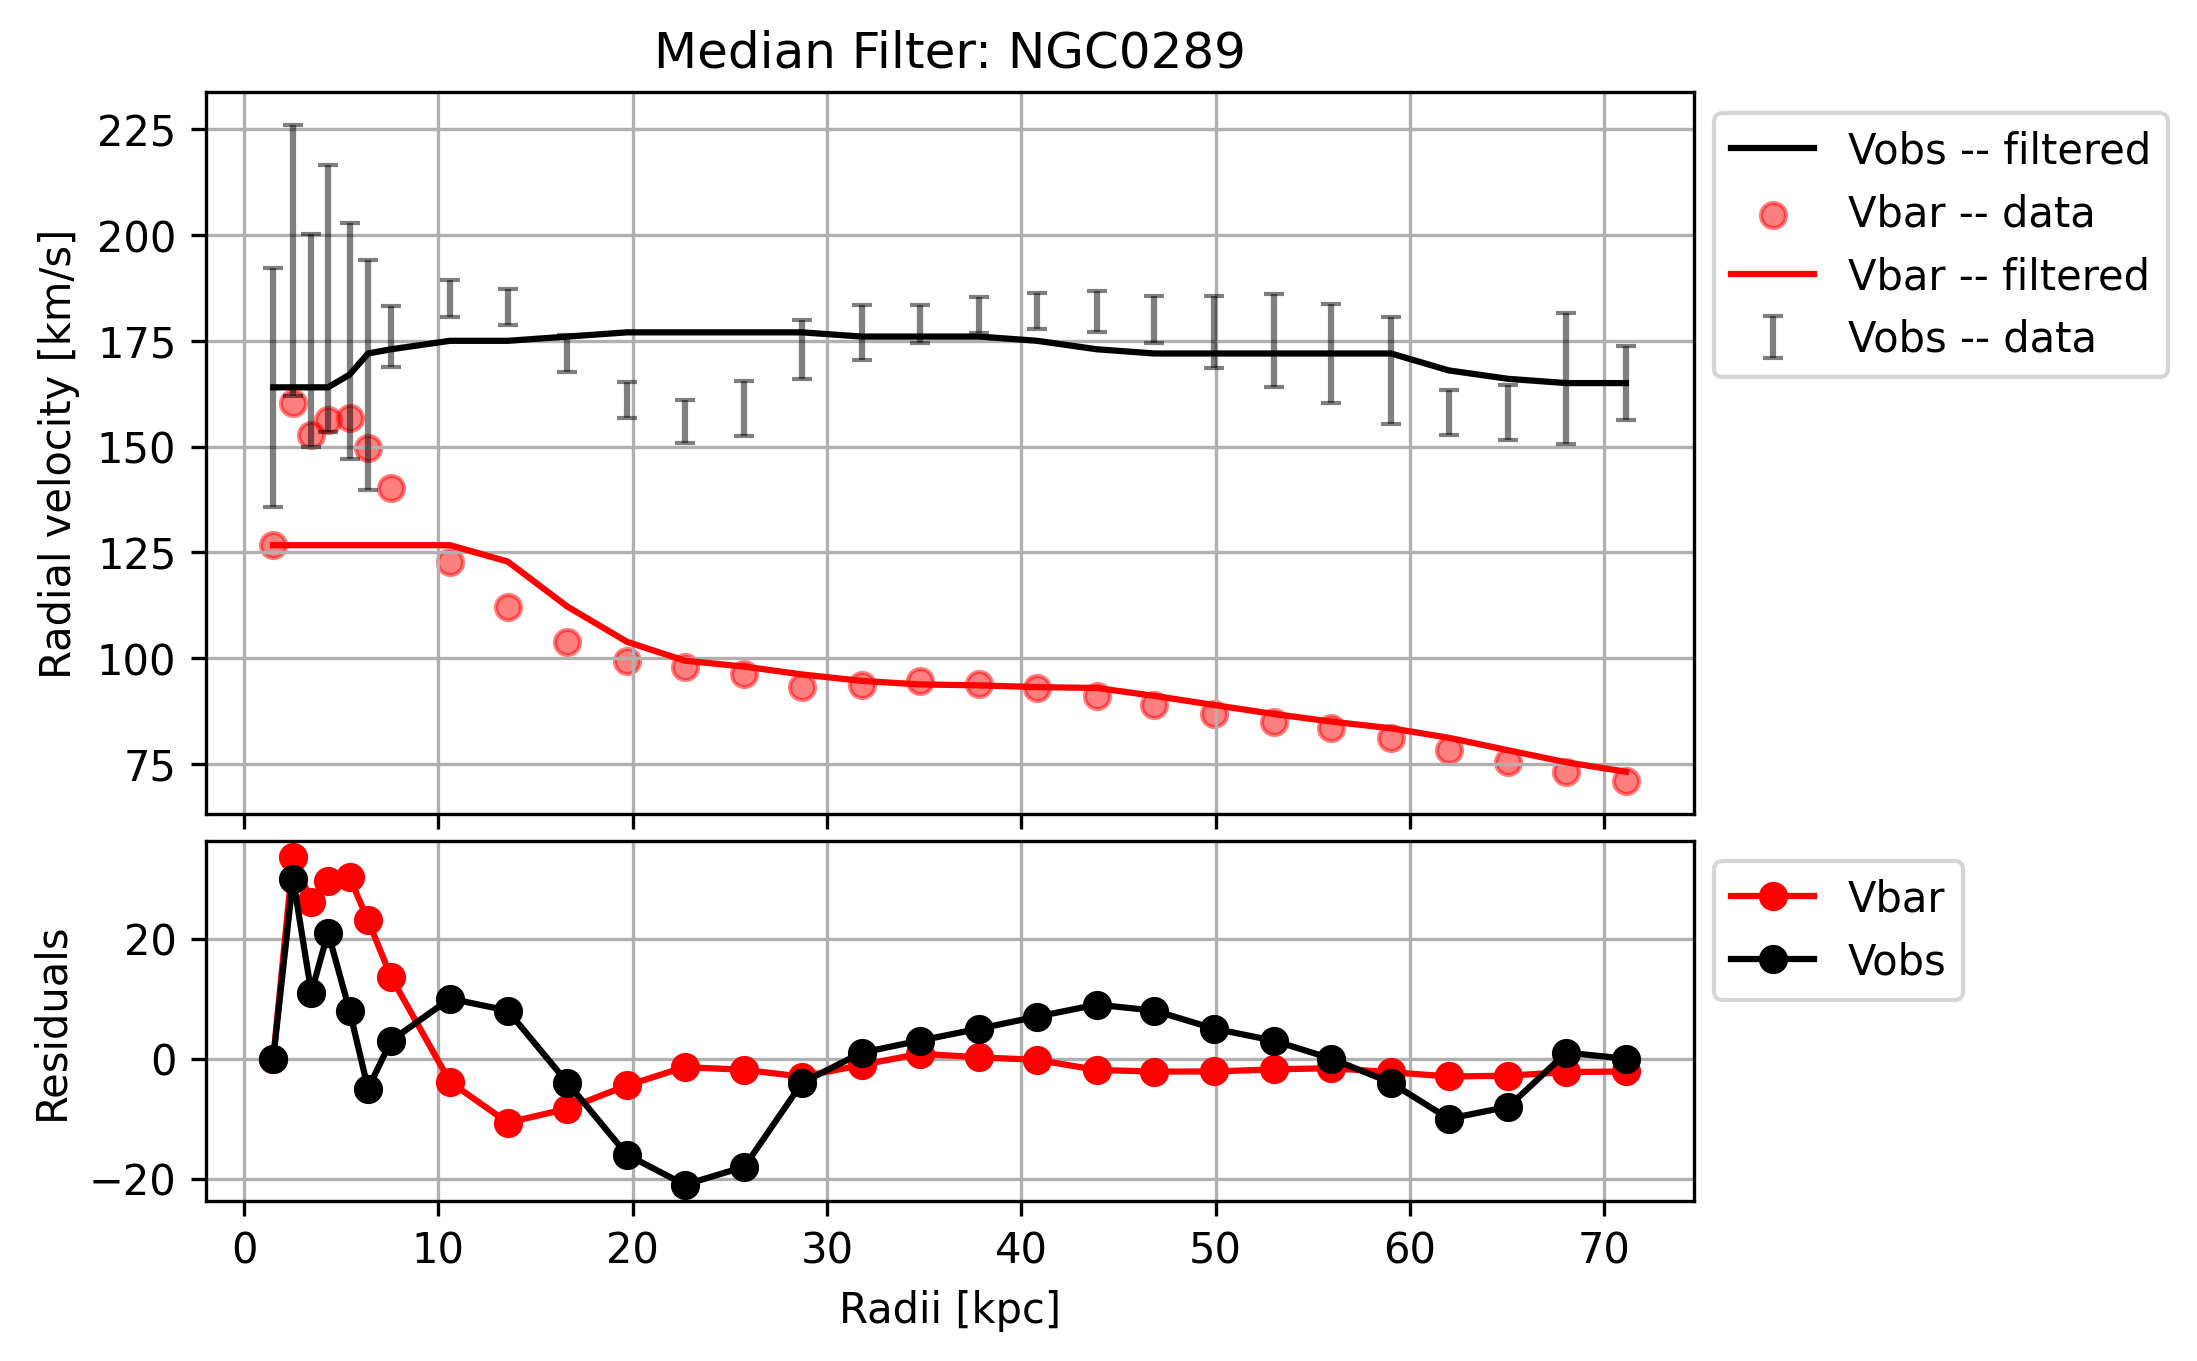 Median Filter: NGC0289
225
200
175
150
125
100
75
Radial velocity [km/s]
Vobs -- filtered
Vbar -- data
Vbar -- filtered
Vobs -- data
20
0
−20
Residuals
Vbar
Vobs
0 10 20 30 40 50 60 70
Radii [kpc]